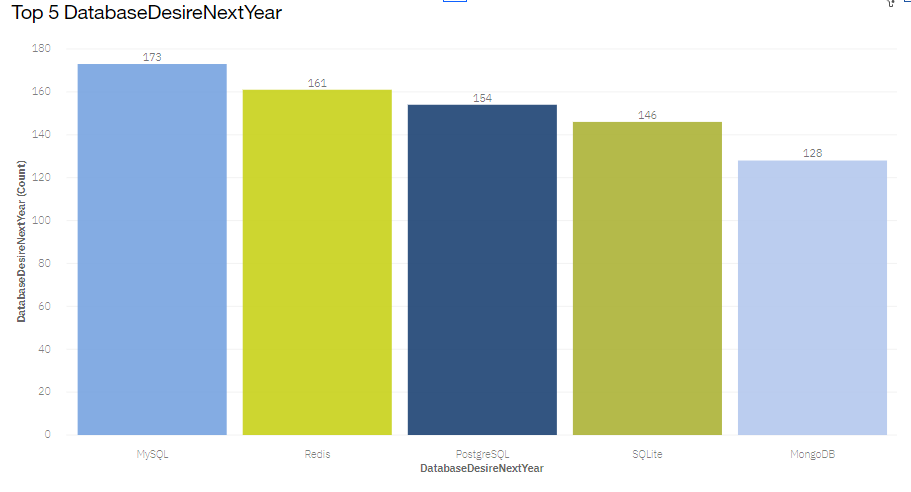 Top 5 DatabaseDesireNextYear
DatabaseDesireNextYear (Count)
180
160
140
120
100
80
60
40
20
0
173
161
154
146
128
MySQL
Redis
PostgreSQL
SQLite
MongoDB
DatabaseDesireNextYear